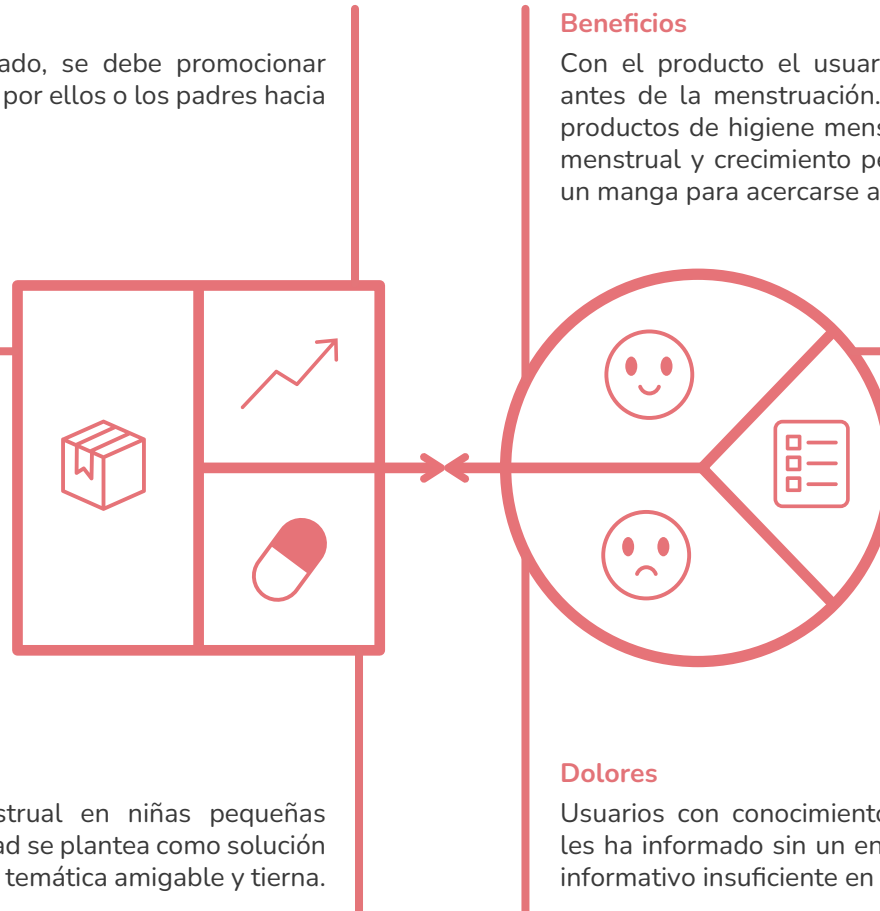 ado, se debe promocionar
por ellos o los padres hacia
Beneficios
Con el producto el usuar
antes de la menstruación.
productos de higiene mens
menstrual y crecimiento pe
un manga para acercarse a
strual en niñas pequeñas
ad se plantea como solución
temática amigable y tierna.
Dolores
Usuarios con conocimiento
les ha informado sin un en
informativo insuficiente en